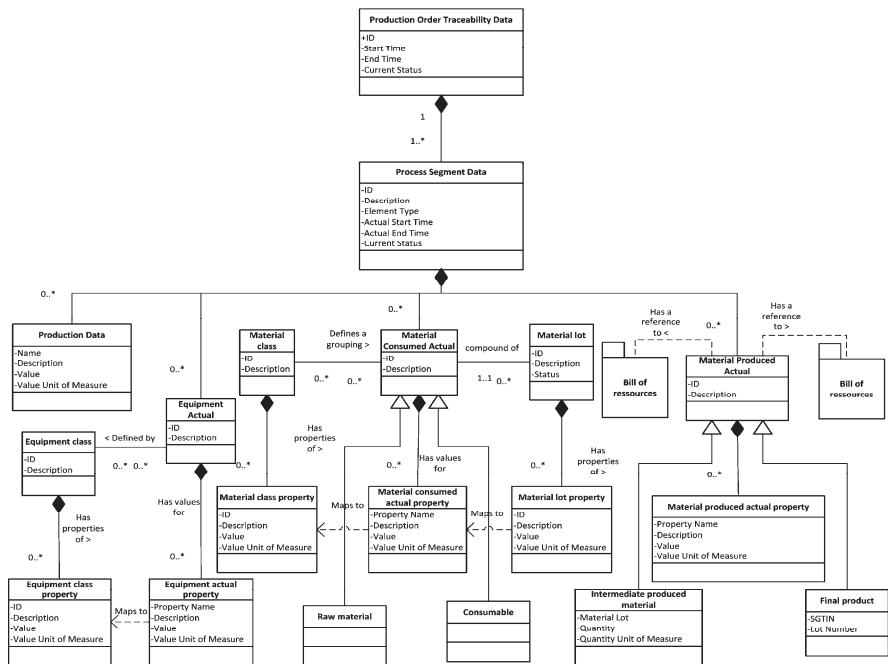 Production Order Traceability Data
+ID
-Start Time
-End Time
-Current Status
1
1..*
Process Segment Data
-ID
-Description
-Element Type
-Actual Start Time
-Actual End Time
-Current Status
0..*
Production Data
-Name
-Description
-Value
-Value Unit of Measure
0..*
Equipment
Actual
-ID
-Description
Equipment class
-ID
-Description
< Defined by
0..* 0..*
Has
properties
of >
0..*
Has values
for
0..*
Equipment class
property
-ID
-Description
-Value
-Value Unit of Measure
Maps to
Equipment actual
property
-Property Name
-Description
-Value
-Value Unit of Measure
Material
class
-ID
-Description
Defines a
grouping >
0..* 0..*
0..*
Material
Consumed Actual
-ID
-Description
compound of
1..1 0..*
Material lot
-ID
-Description
-Status
Has
properties
of >
0..*
Has values
for
0..*
Has
properties
of >
0..*
Material class property
-ID
-Description
-Value
-Value Unit of Measure
Maps to
Material consumed
actual property
-Property Name
-Description
-Value
-Value Unit of Measure
Maps to
Material lot property
-ID
-Description
-Value
-Value Unit of Measure
Raw material
Consumable
Has a
reference
to <
0..*
Has a
reference
to >
Bill of
ressources
Material Produced
Actual
-ID
-Description
Bill of
ressources
0..*
Material produced actual property
-Property Name
-Description
-Value
-Value Unit of Measure
Intermediate produced
material
-Material Lot
-Quantity
-Quantity Unit of Measure
Final product
-SGTIN
-Lot Number